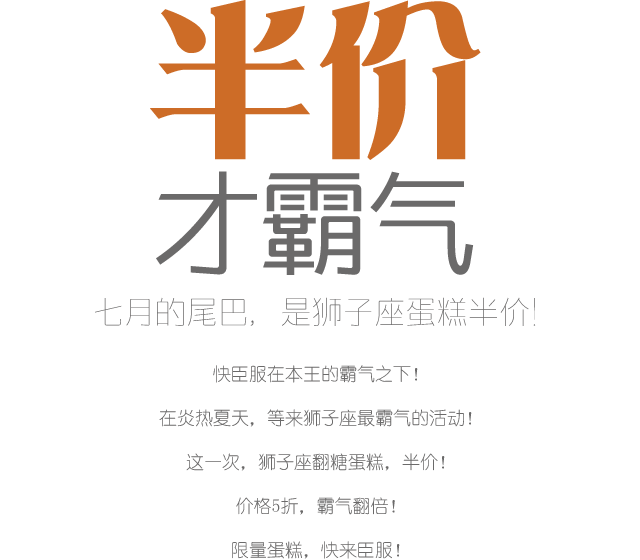 半价
才霸气
七月的尾巴，是狮子座蛋糕半价!
快臣服在本王的霸气之下!
在炎热夏天，等来狮子座最霸气的活动!
这一次，狮子座翻糖蛋糕，半价!
价格5折，霸气翻倍!
限量蛋糕，快来臣服!